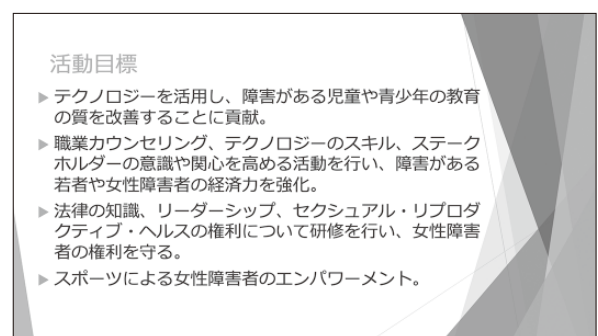 活動目標
テクノロジーを活用し、障害がある児童や青少年の教育
の質を改善することに貢献。
職業カウンセリング、テクノロジーのスキル、ステーク
ホルダーの意識や関心を高める活動を行い、障害がある
若者や女性障害者の経済力を強化。
法律の知識、リーダーシップ、セクシュアル・リプロダ
クティブ・ヘルスの権利について研修を行い、女性障害
者の権利を守る。
スポーツによる女性障害者のエンパワーメント。